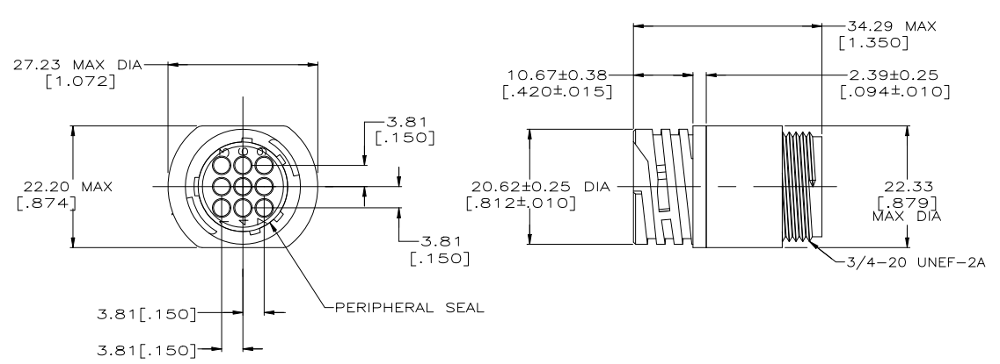 27.23 MAX DIA
[1.072]
3.81
[.150]
22.20 MAX
[.874]
3.81
[.150]
PERIPHERAL SEAL
3.81[.150]
3.81[.150]
34.29 MAX
[1.350]
10.67±0.38
[.420±.015]
2.39±0.25
[.094±.010]
20.62±0.25 DIA
[.812±.010]
22.33
[.879]
MAX DIA
3/4-20 UNEF-2A